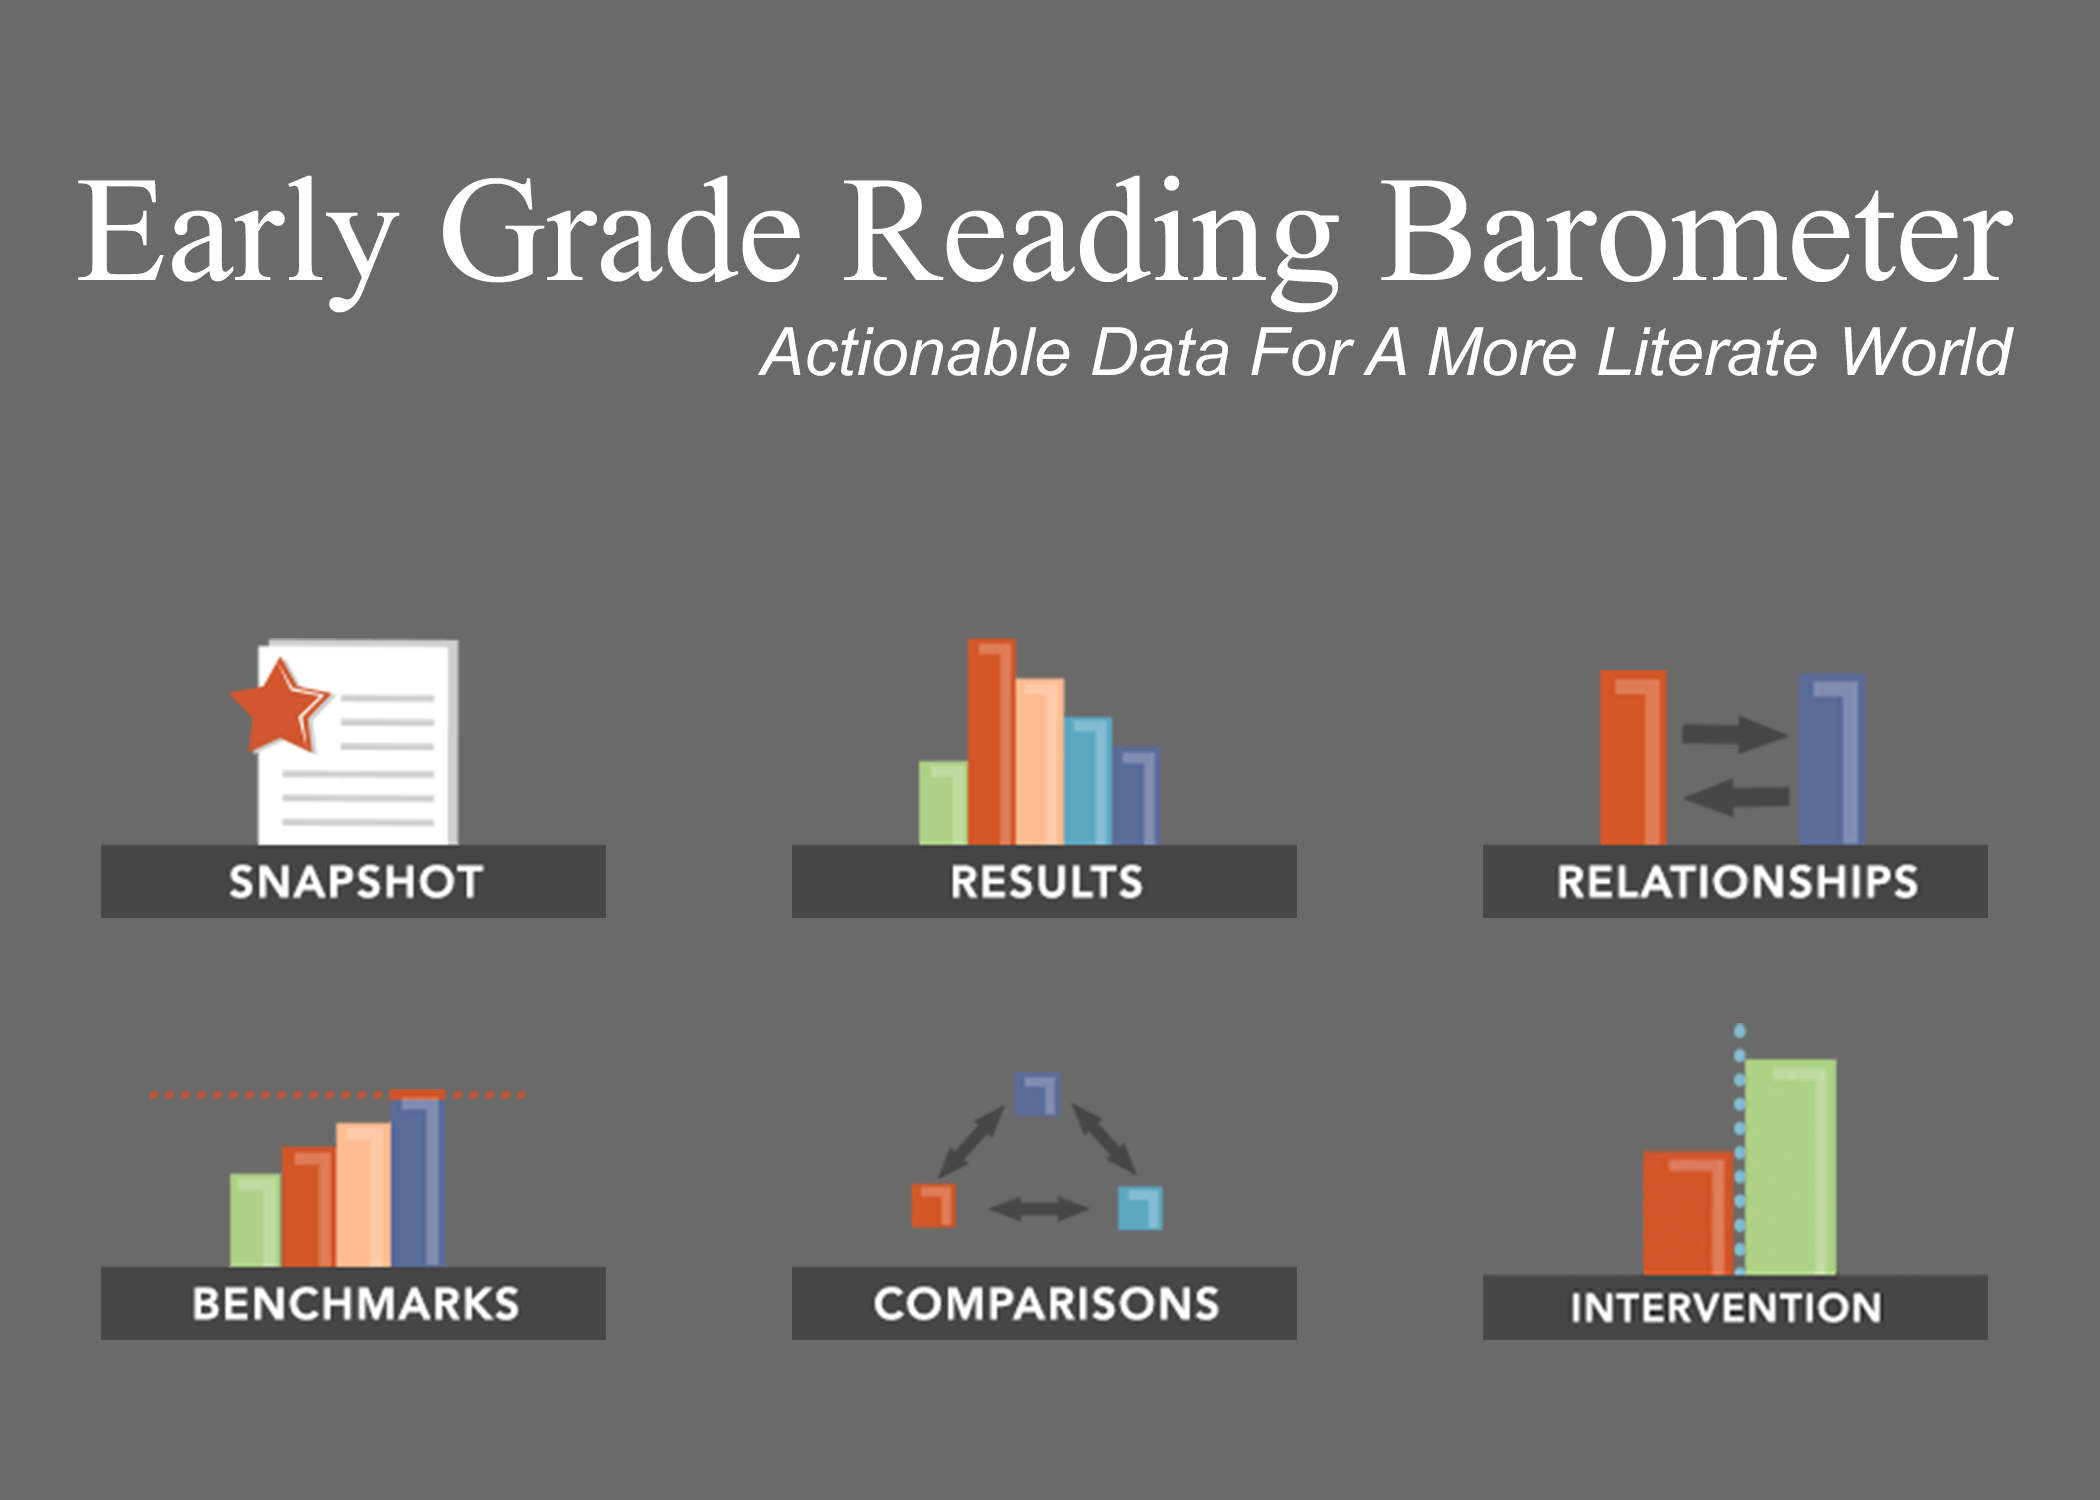 Early Grade Reading Barometer
Actionable Data For A More Literate World
SNAPSHOT
RESULTS
RELATIONSHIPS
BENCHMARKS
COMPARISONS
INTERVENTION